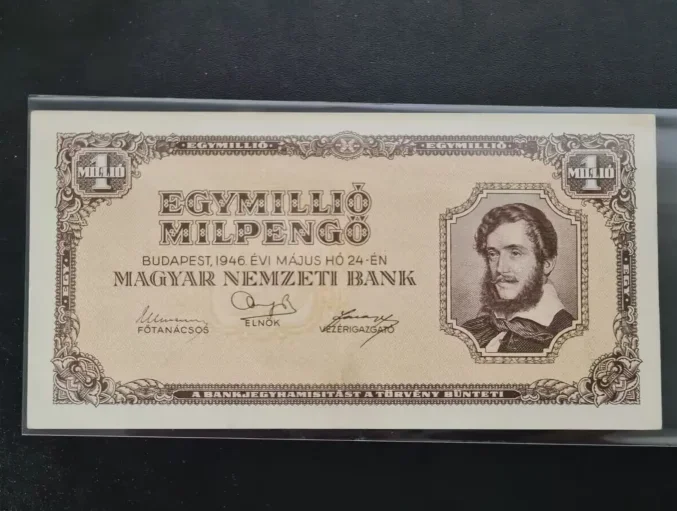 EGYMILLIÓ EGYMILLIÓ
1 MILLIÓ
1 MILLIÓ
EGYMILLIÓ
MILPENGŐ
BUDAPEST, 1946. ÉVI MÁJUS HÓ 24-ÉN
MAGYAR NEMZETI BANK
FŐTANÁCSOS
ELNÖK
VEZÉRIGAZGATÓ
A BANKJEGYHAMISÍTÁST A TÖRVÉNY BÜNTETI